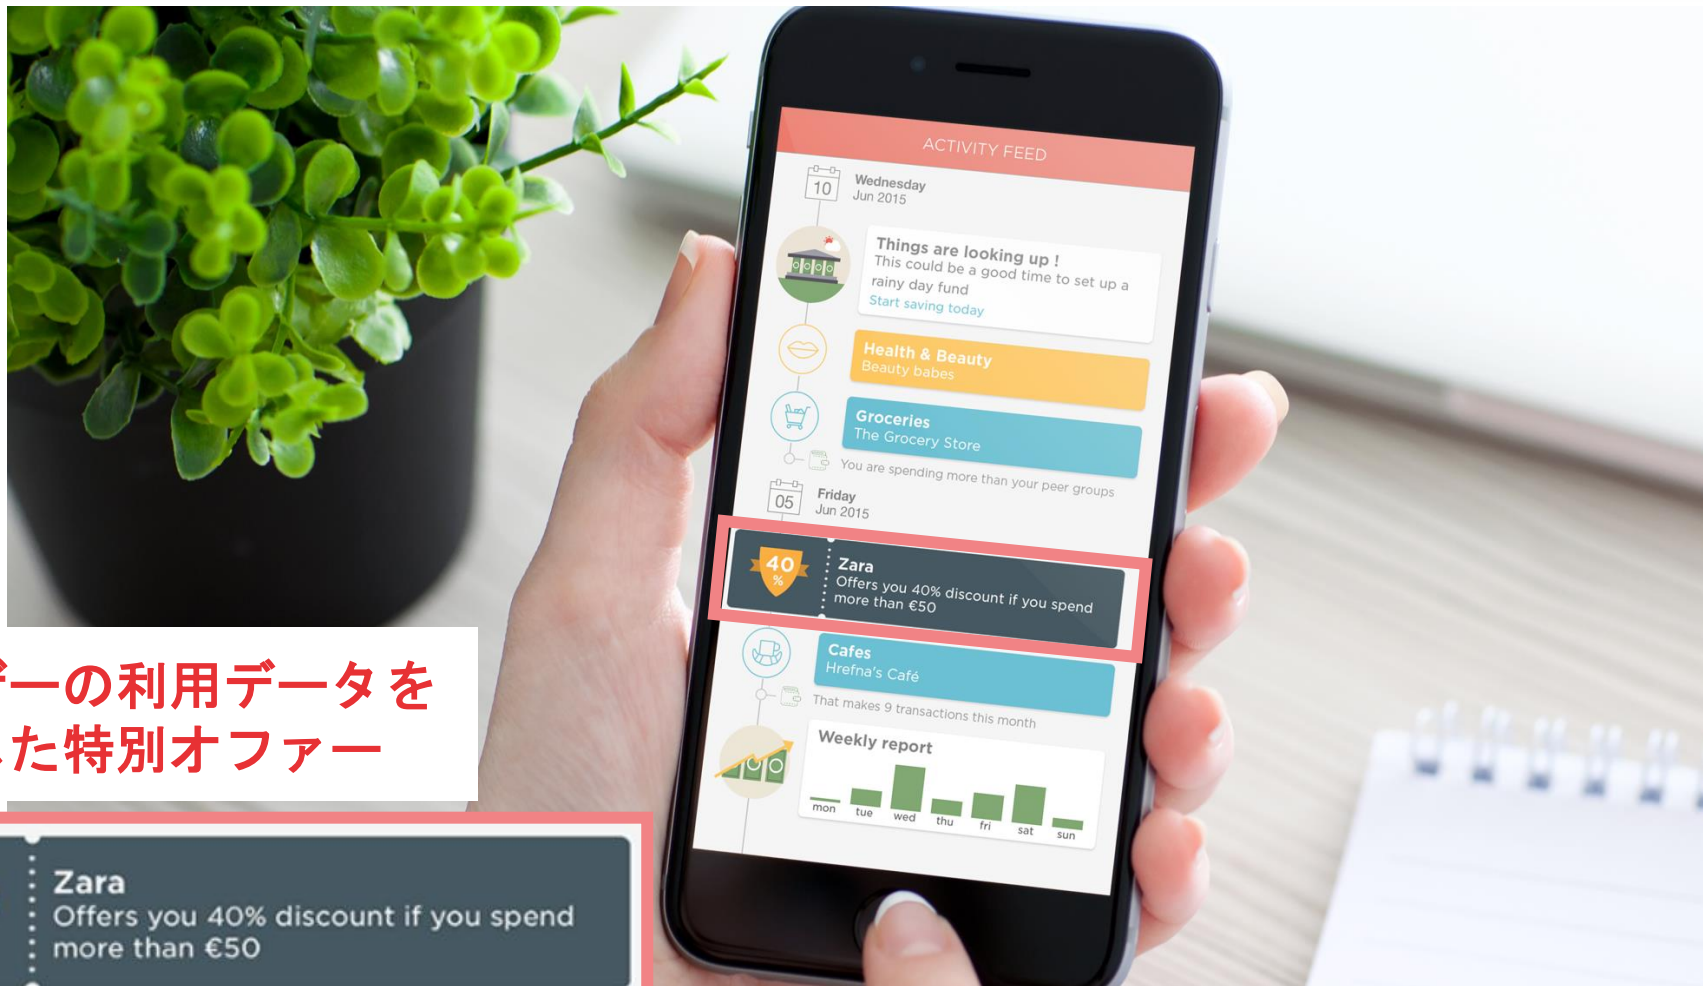 ACTIVITY FEED
10
Wednesday
Jun 2015
Things are looking up !
This could be a good time to set up a
rainy day fund
Start saving today
Health & Beauty
Beauty babes
Groceries
The Grocery Store
You are spending more than your peer groups
05
Friday
Jun 2015
40
%
Zara
Offers you 40% discount if you spend
more than €50
Cafes
Hrefna's Café
That makes 9 transactions this month
Weekly report
mon tue wed thu fri sat sun
ーの利用データを
た特別オファー
Zara
Offers you 40% discount if you spend
more than €50